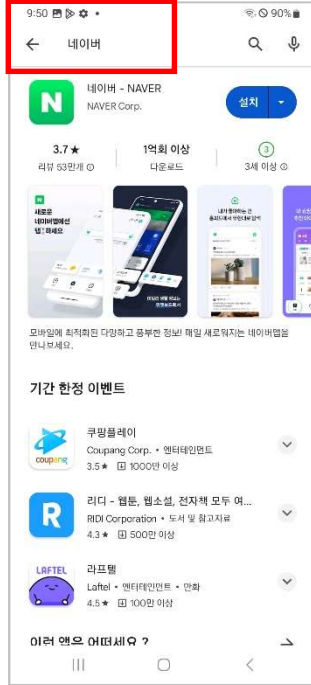 9:50 90%
네이버
네이버 - NAVER
NAVER Corp.
설치
3.7★ 1억회 이상 3
리뷰 53만개 다운로드 3세 이상
새로운
모바일에 최적화된 다양하고 풍부한 정보! 매일 새로워지는 네이버앱을
만나보세요.
기간 한정 이벤트
쿠팡플레이
Coupang Corp. • 엔터테인먼트
3.5★ 1000만 이상
coupang
리디 - 웹툰, 웹소설, 전자책 모두 여...
RIDI Corporation • 도서 및 참고자료
4.3★ 500만 이상
R
LAFTEL
라프텔
Laftel • 엔터테인먼트 • 만화
4.5★ 100만 이상
이런 앱은 어떠세요?